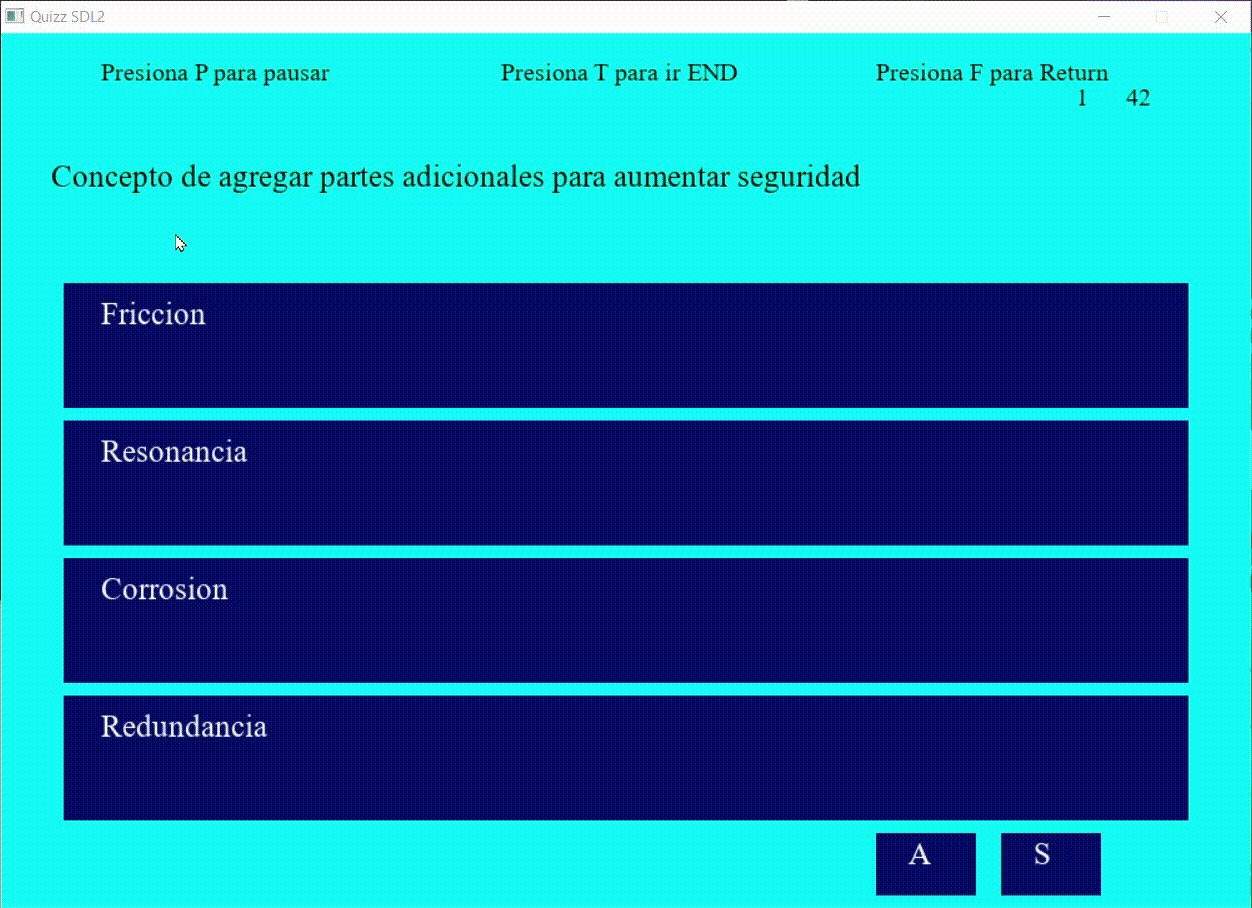 Quizz SDL2
Presiona P para pausar Presiona T para ir END Presiona F para Return
1 42
Concepto de agregar partes adicionales para aumentar seguridad
Friccion
Resonancia
Corrosion
Redundancia
A S